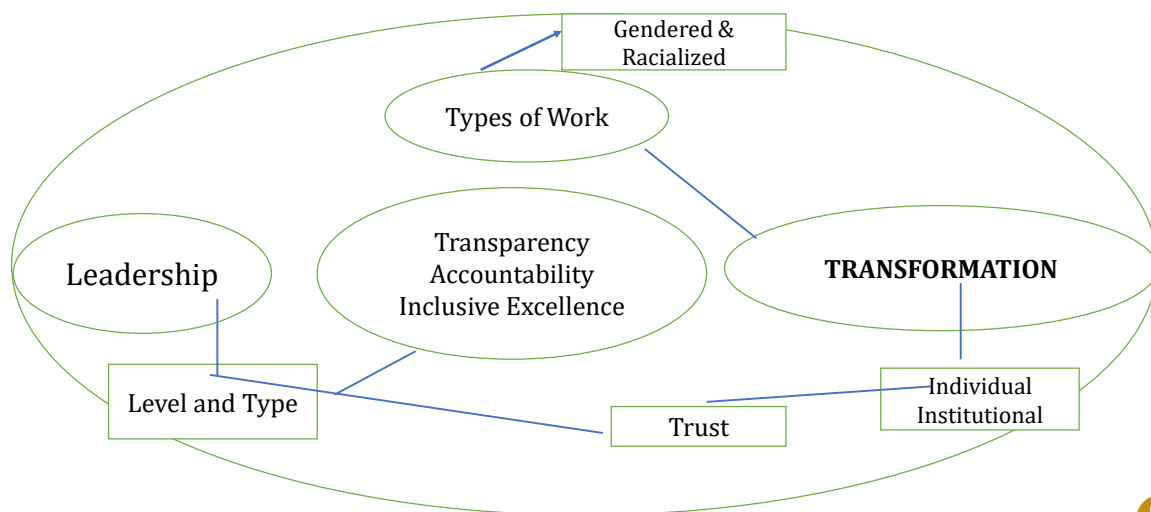 Gendered &
Racialized
Types of Work
Transparency
Accountability
Inclusive Excellence
Leadership
TRANSFORMATION
Level and Type
Trust
Individual
Institutional